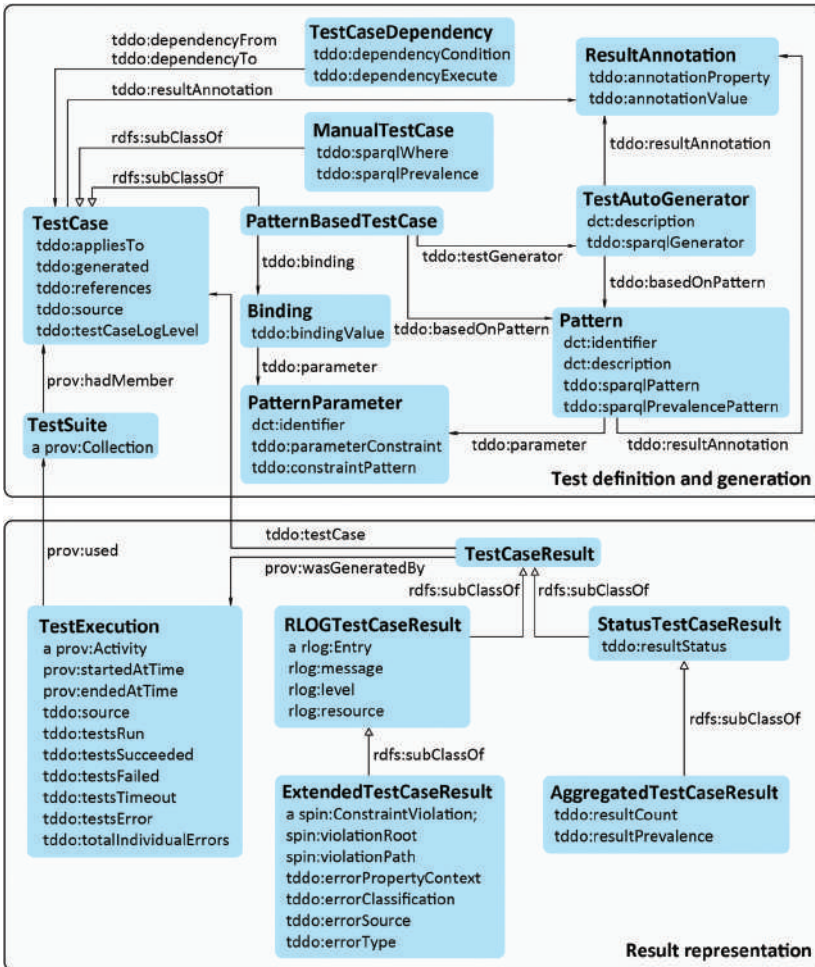 TestCaseDependency
tddo:dependencyCondition
tddo:dependencyExecute
tddo:dependencyFrom
tddo:dependencyTo
ResultAnnotation
tddo:annotationProperty
tddo:annotationValue
tddo:resultAnnotation
ManualTestCase
tddo:sparqlWhere
tddo:sparqlPrevalence
rdfs:subClassOf
rdfs:subClassOf
tddo:resultAnnotation
TestCase
tddo:appliesTo
tddo:generated
tddo:references
tddo:source
tddo:testCaseLogLevel
PatternBasedTestCase
TestAutoGenerator
dct:description
tddo:sparqlGenerator
tddo:testGenerator
tddo:binding
tddo:basedOnPattern
Binding
tddo:bindingValue
tddo:basedOnPattern
Pattern
dct:identifier
dct:description
tddo:sparqlPattern
tddo:sparqlPrevalencePattern
tddo:parameter
prov:hadMember
PatternParameter
dct:identifier
tddo:parameterConstraint
tddo:constraintPattern
TestSuite
a prov:Collection
tddo:parameter
tddo:resultAnnotation
Test definition and generation
prov:used
tddo:testCase
prov:wasGeneratedBy
TestCaseResult
rdfs:subClassOf
rdfs:subClassOf
TestExecution
a prov:Activity
prov:startedAtTime
prov:endedAtTime
tddo:source
tddo:testsRun
tddo:testsSucceeded
tddo:testsFailed
tddo:testsTimeout
tddo:testsError
tddo:totalIndividualErrors
RLOGTestCaseResult
a rlog:Entry
rlog:message
rlog:level
rlog:resource
StatusTestCaseResult
tddo:resultStatus
rdfs:subClassOf
rdfs:subClassOf
ExtendedTestCaseResult
a spin:ConstraintViolation;
spin:violationRoot
spin:violationPath
tddo:errorPropertyContext
tddo:errorClassification
tddo:errorSource
tddo:errorType
AggregatedTestCaseResult
tddo:resultCount
tddo:resultPrevalence
Result representation